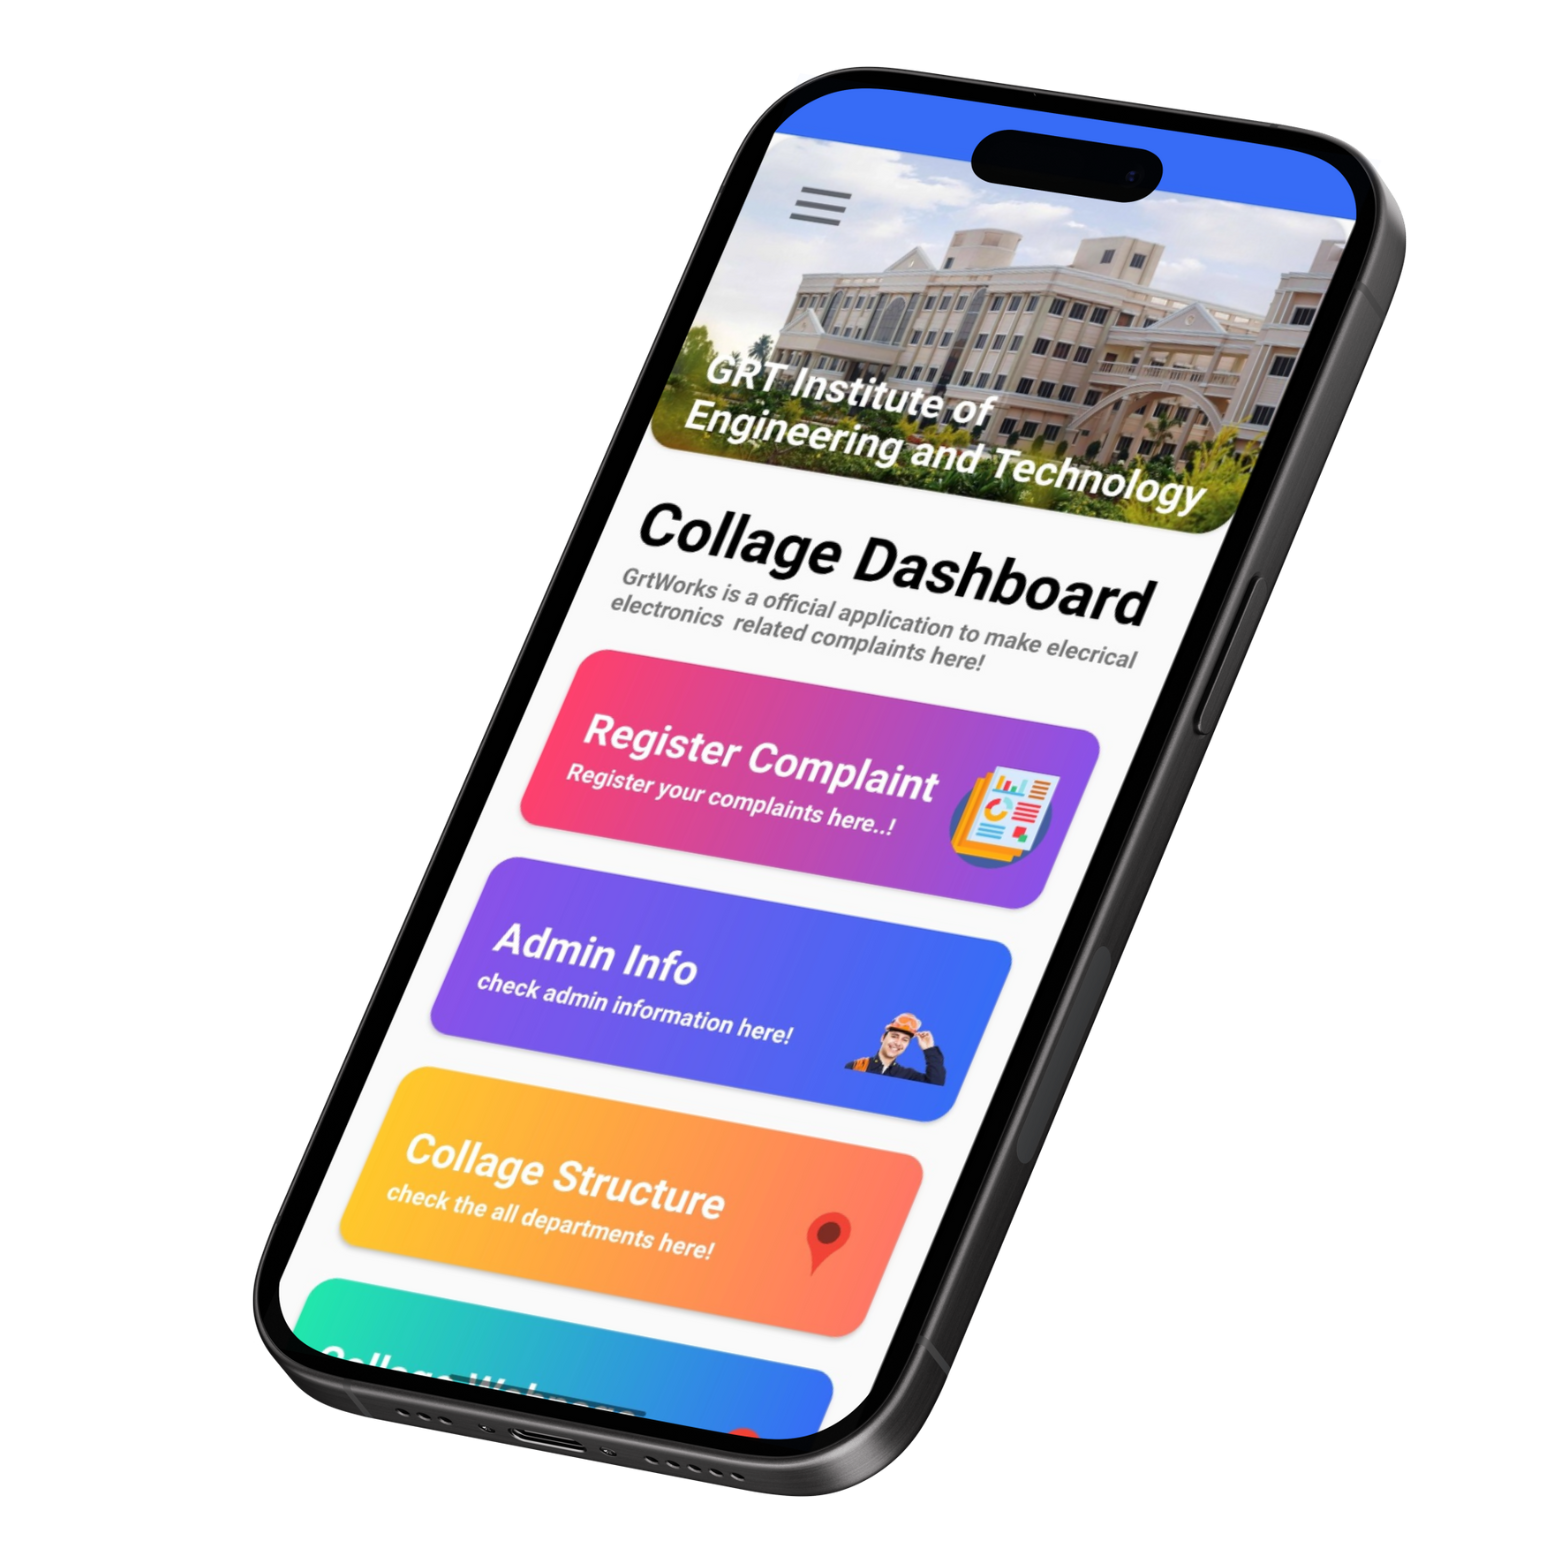 GRT Institute of
Engineering and Technology
Collage Dashboard
GrtWorks is a official application to make elecrical
electronics related complaints here!
Register Complaint
Register your complaints here..!
Admin Info
check admin information here!
Collage Structure
check the all departments here!
Collage